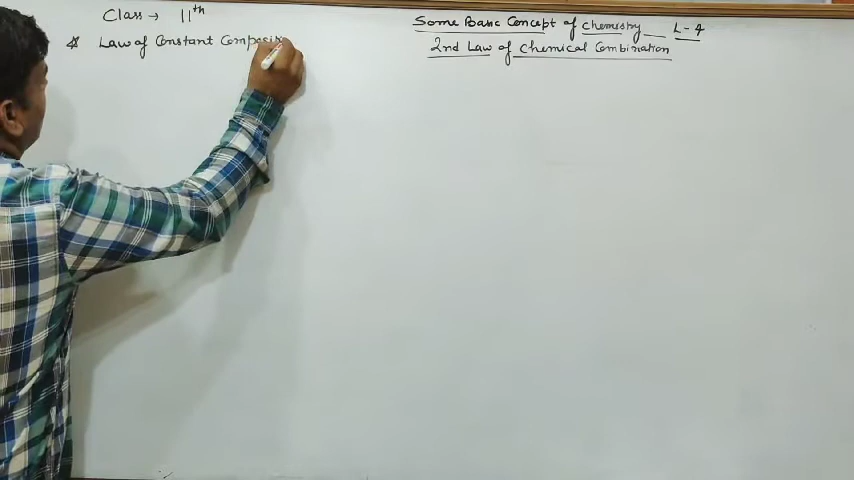 Class → 11th
Some Basic Concept of Chemistry L-4
2nd Law of Chemical Combination
* Law of Constant